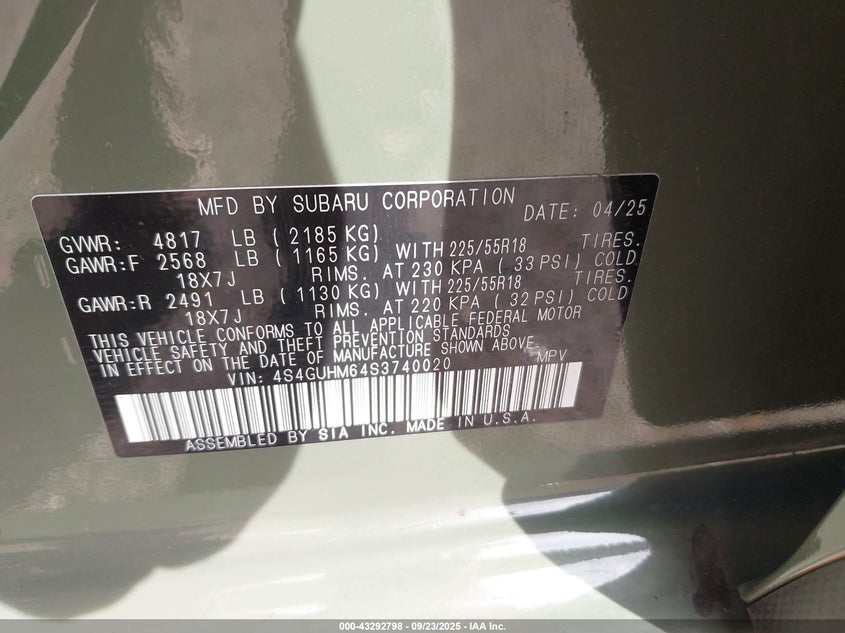 MFD BY SUBARU CORPORATION DATE: 04/25
GVWR: 4817 LB ( 2185 KG)
GAWR:F 2568 LB ( 1165 KG) WITH 225/55R18 TIRES.
18X7J RIMS. AT 230 KPA ( 33 PSI) COLD
GAWR:R 2491 LB ( 1130 KG) WITH 225/55R18 TIRES.
18X7J RIMS. AT 220 KPA ( 32 PSI) COLD
THIS VEHICLE CONFORMS TO ALL APPLICABLE FEDERAL MOTOR
VEHICLE SAFETY AND THEFT PREVENTION STANDARDS
IN EFFECT ON THE DATE OF MANUFACTURE SHOWN ABOVE.
VIN: 4S4GUHM64S3740020 MPV
ASSEMBLED BY SIA INC. MADE IN U.S.A.
000-43292798 - 09/23/2025 - IAA Inc.